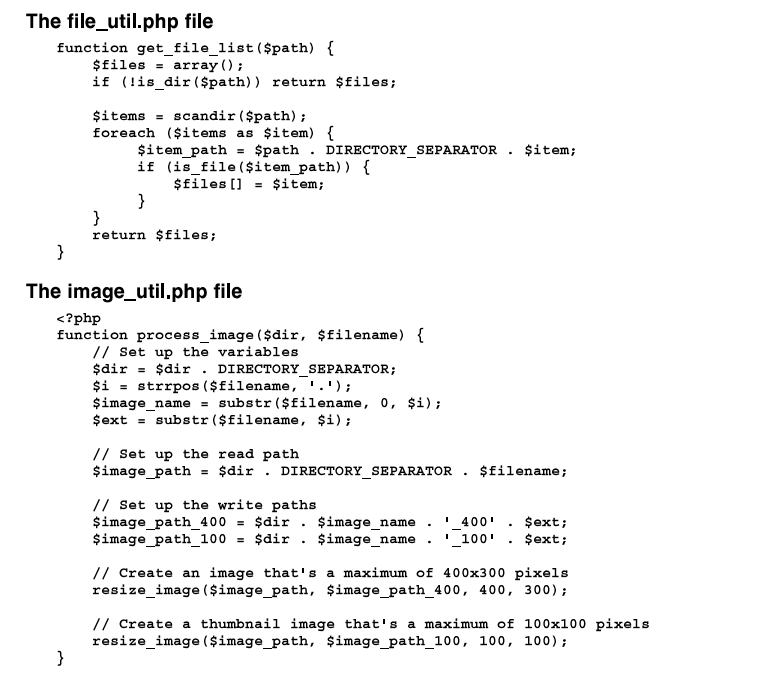 The file_util.php file
function get_file_list($path) {
    $files = array();
    if (!is_dir($path)) return $files;

    $items = scandir($path);
    foreach ($items as $item) {
         $item_path = $path . DIRECTORY_SEPARATOR . $item;
         if (is_file($item_path)) {
             $files[] = $item;
         }
    }
    return $files;
}

The image_util.php file
<?php
function process_image($dir, $filename) {
    // Set up the variables
    $dir = $dir . DIRECTORY_SEPARATOR;
    $i = strrpos($filename, '.');
    $image_name = substr($filename, 0, $i);
    $ext = substr($filename, $i);

    // Set up the read path
    $image_path = $dir . DIRECTORY_SEPARATOR . $filename;

    // Set up the write paths
    $image_path_400 = $dir . $image_name . '_400' . $ext;
    $image_path_100 = $dir . $image_name . '_100' . $ext;

    // Create an image that's a maximum of 400x300 pixels
    resize_image($image_path, $image_path_400, 400, 300);

    // Create a thumbnail image that's a maximum of 100x100 pixels
    resize_image($image_path, $image_path_100, 100, 100);
}